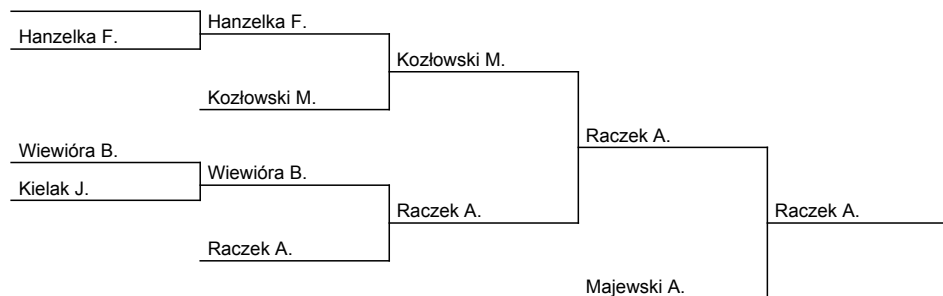 Hanzelka F.
Hanzelka F.
Kozłowski M.
Kozłowski M.
Wiewióra B.
Raczek A.
Kielak J.
Wiewióra B.
Raczek A.
Raczek A.
Raczek A.
Majewski A.